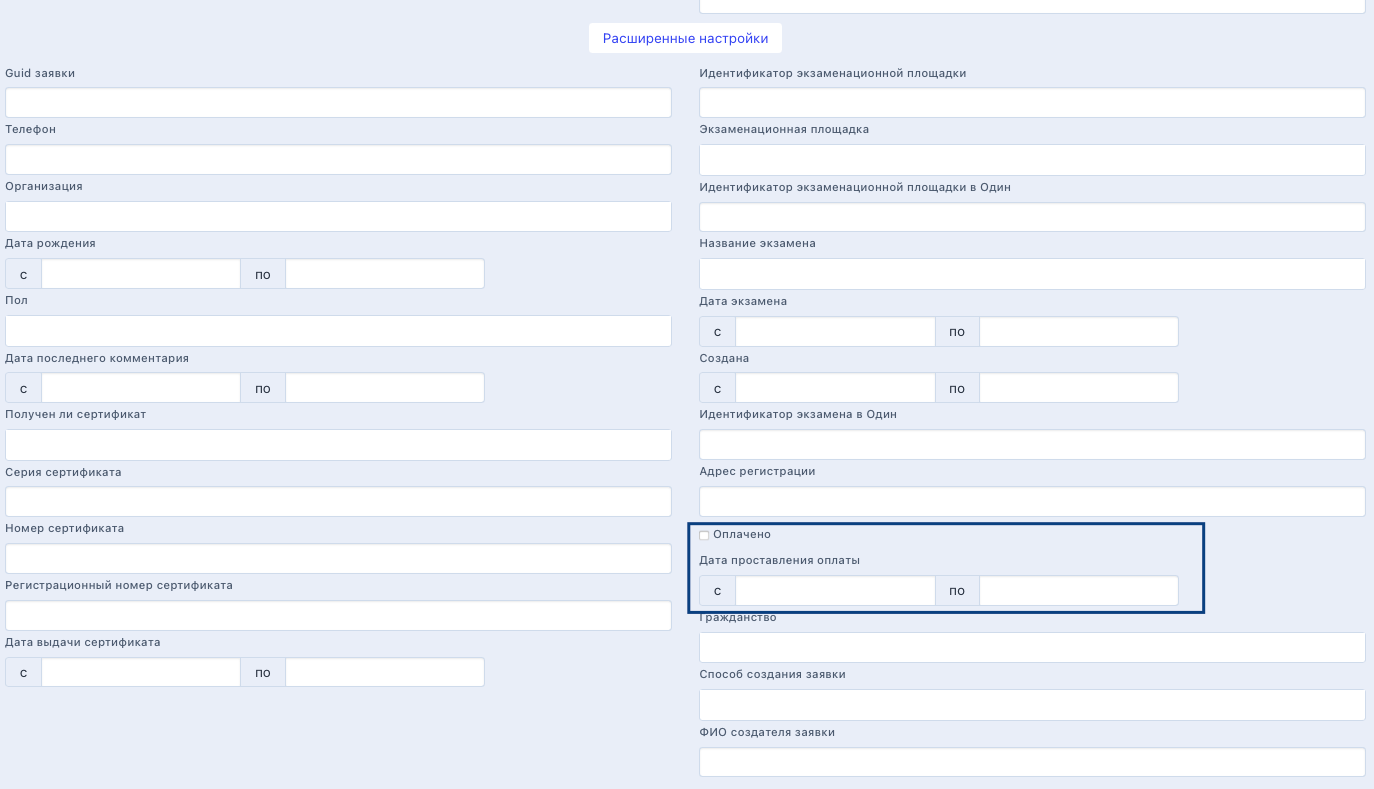 Расширенные настройки
Guid заявки
Телефон
Организация
Дата рождения
с по
Пол
Дата последнего комментария
с по
Получен ли сертификат
Серия сертификата
Номер сертификата
Регистрационный номер сертификата
Дата выдачи сертификата
с по
Идентификатор экзаменационной площадки
Экзаменационная площадка
Идентификатор экзаменационной площадки в Один
Название экзамена
Дата экзамена
с по
Создана
с по
Идентификатор экзамена в Один
Адрес регистрации
Оплачено
Дата проставления оплаты
с по
Гражданство
Способ создания заявки
ФИО создателя заявки